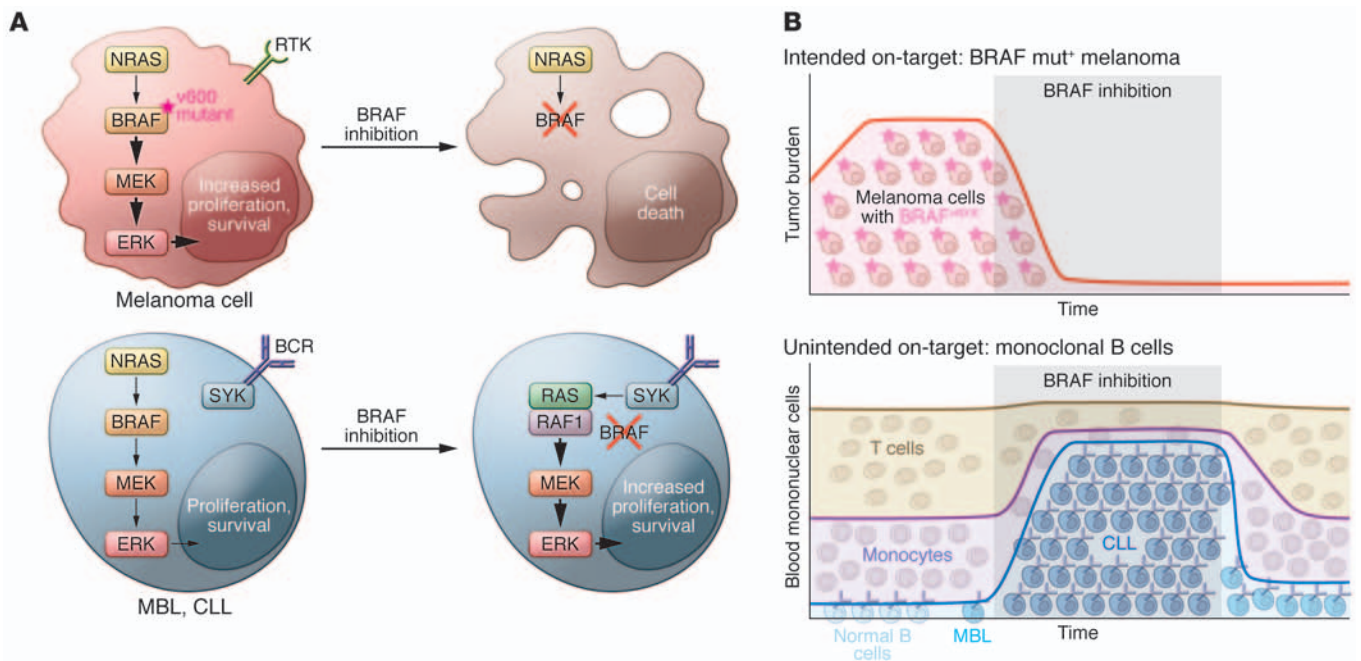 A
NRAS
RTK
v600
mutant
BRAF
MEK
ERK
Increased
proliferation,
survival
Melanoma cell
BRAF
inhibition
NRAS
BRAF
Cell
death
NRAS
BCR
SYK
BRAF
MEK
ERK
Proliferation,
survival
MBL, CLL
BRAF
inhibition
RAS
SYK
RAF1
BRAF
MEK
ERK
Increased
proliferation,
survival
B
Intended on-target: BRAF mut⁺ melanoma
BRAF inhibition
Tumor burden
Melanoma cells
with BRAF
Time
Unintended on-target: monoclonal B cells
BRAF inhibition
Blood mononuclear cells
T cells
Monocytes
CLL
Normal B
cells
MBL
Time